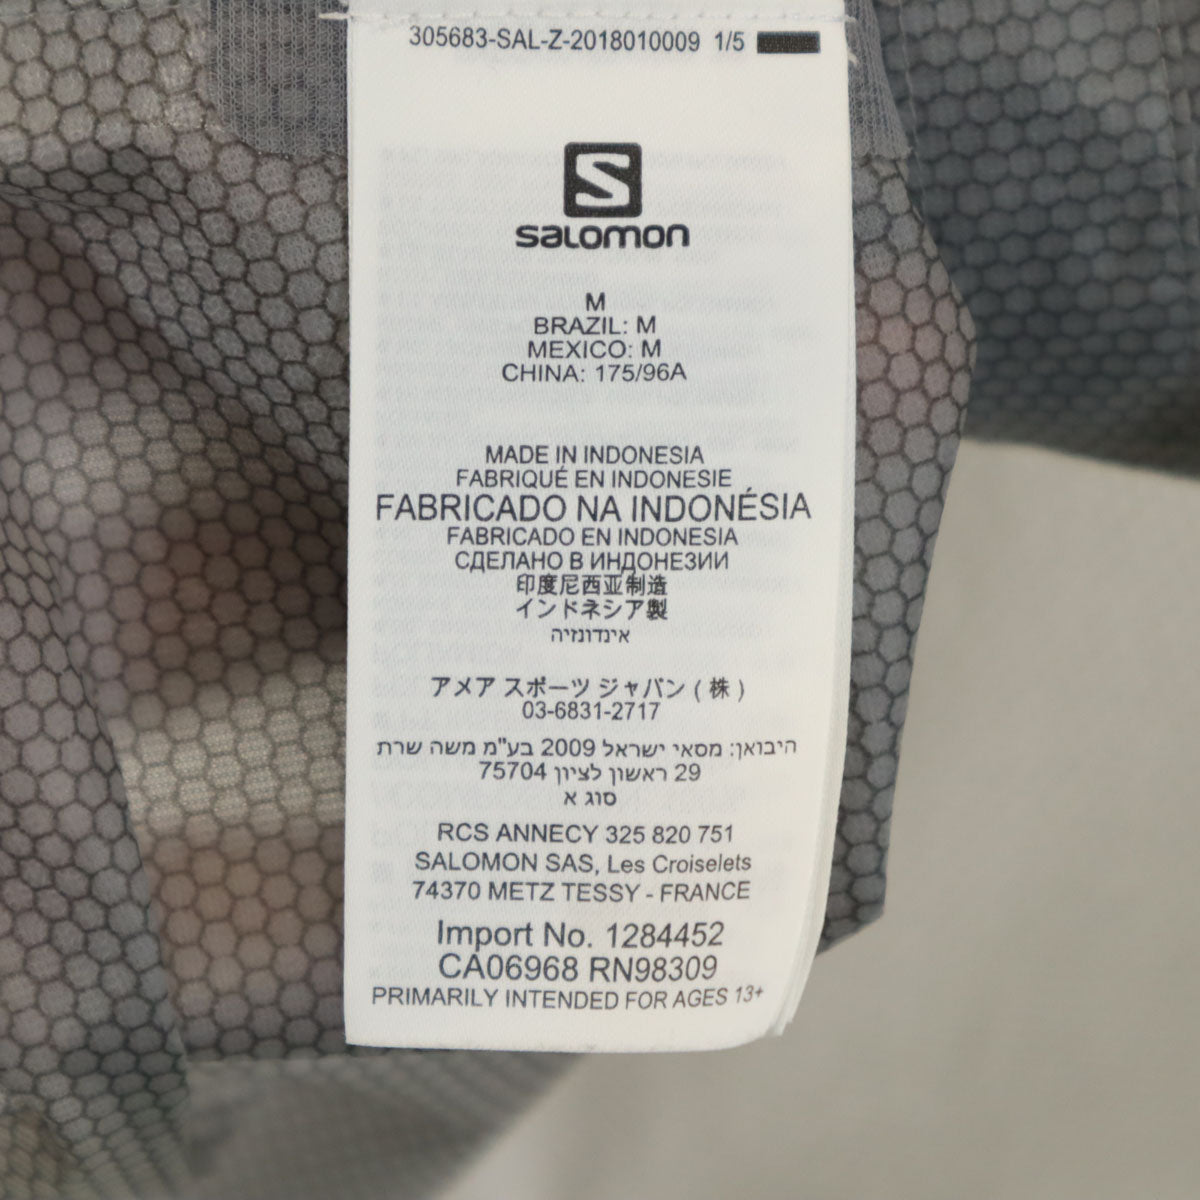 305683-SAL-Z-2018010009 1/5
S
SALOMON
M
BRAZIL: M
MEXICO: M
CHINA: 175/96A
MADE IN INDONESIA
FABRIQUÉ EN INDONESIE
FABRICADO NA INDONÉSIA
FABRICADO EN INDONESIA
СДЕЛАНО В ИНДОНЕЗИИ
印度尼西亚制造
インドネシア製
אינדונזיה
アメア スポーツ ジャパン ( 株 )
03-6831-2717
היבואן: מסאי ישראל 2009 בע"מ משה שרת
29 ראשון לציון 75704
סוג א
RCS ANNECY 325 820 751
SALOMON SAS, Les Croiselets
74370 METZ TESSY - FRANCE
Import No. 1284452
CA06968 RN98309
PRIMARILY INTENDED FOR AGES 13+